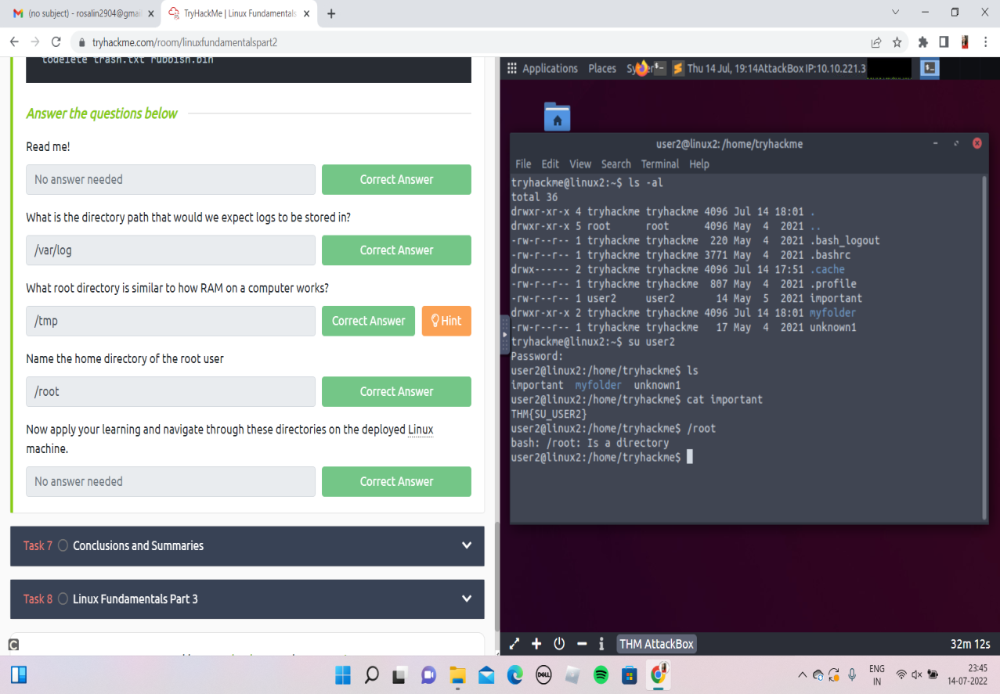 (no subject) - rosalin2904@gmai
TryHackMe | Linux Fundamentals
tryhackme.com/room/linuxfundamentalspart2
todelete trash.txt rubbish.bin
Answer the questions below
Read me!
No answer needed
Correct Answer
What is the directory path that would we expect logs to be stored in?
/var/log
Correct Answer
What root directory is similar to how RAM on a computer works?
/tmp
Correct Answer
Hint
Name the home directory of the root user
/root
Correct Answer
Now apply your learning and navigate through these directories on the deployed Linux
machine.
No answer needed
Correct Answer
Task 7 Conclusions and Summaries
Task 8 Linux Fundamentals Part 3
Applications Places Thu 14 Jul, 19:14 AttackBox IP:10.10.221.3
user2@linux2: /home/tryhackme
File Edit View Search Terminal Help
tryhackme@linux2:~$ ls -al
total 36
drwxr-xr-x 4 tryhackme tryhackme 4096 Jul 14 18:01 .
drwxr-xr-x 5 root root 4096 May 4 2021 ..
-rw-r--r-- 1 tryhackme tryhackme 220 May 4 2021 .bash_logout
-rw-r--r-- 1 tryhackme tryhackme 3771 May 4 2021 .bashrc
drwx------ 2 tryhackme tryhackme 4096 Jul 14 17:51 .cache
-rw-r--r-- 1 tryhackme tryhackme 807 May 4 2021 .profile
-rw-r--r-- 1 user2 user2 14 May 5 2021 important
drwxr-xr-x 2 tryhackme tryhackme 4096 Jul 14 18:01 myfolder
-rw-r--r-- 1 tryhackme tryhackme 17 May 4 2021 unknown1
tryhackme@linux2:~$ su user2
Password:
user2@linux2:/home/tryhackme$ ls
important myfolder unknown1
user2@linux2:/home/tryhackme$ cat important
THM{SU_USER2}
user2@linux2:/home/tryhackme$ /root
bash: /root: Is a directory
user2@linux2:/home/tryhackme$
THM AttackBox
32m 12s
DELL
ENG
IN
23:45
14-07-2022